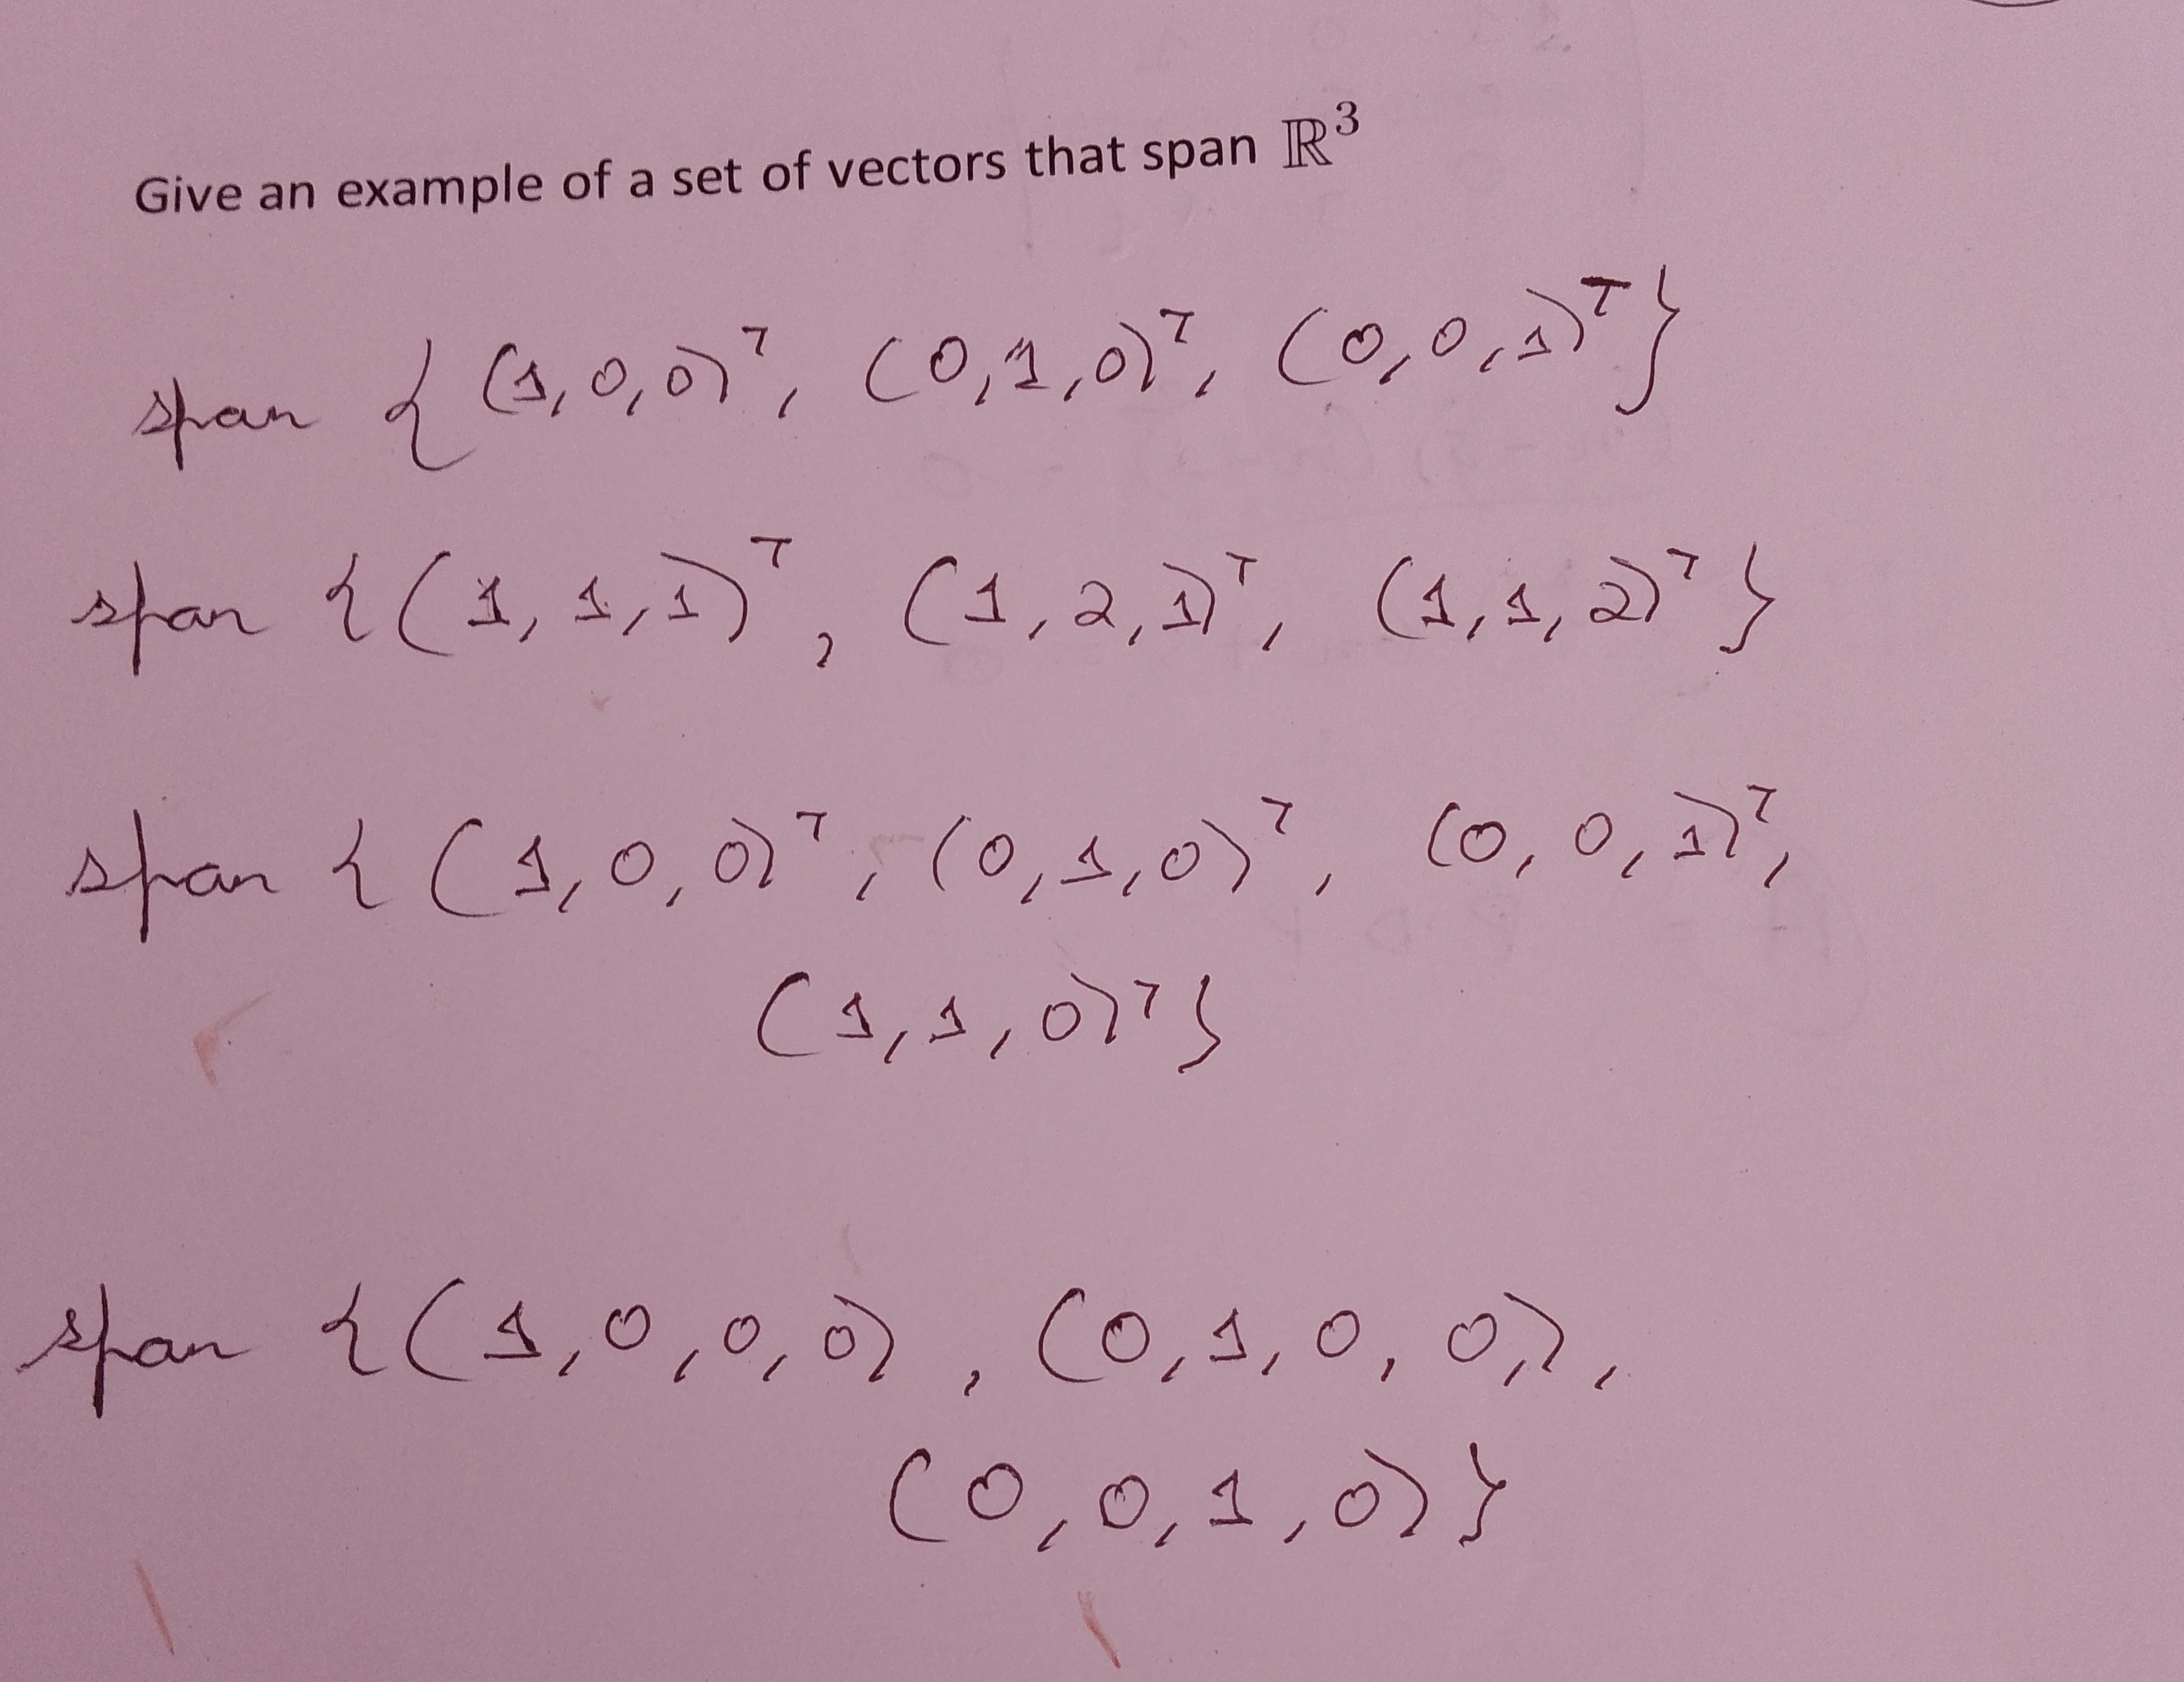 Give an example of a set of vectors that span ℝ³
span { (1,0,0)ᵀ, (0,1,0)ᵀ, (0,0,1)ᵀ}
span {(1,1,1)ᵀ, (1,2,1)ᵀ, (1,1,2)ᵀ}
span { (1,0,0)ᵀ, (0,1,0)ᵀ, (0,0,1)ᵀ,
(1,1,0)ᵀ}
span {(1,0,0,0), (0,1,0,0,),
(0,0,1,0)}